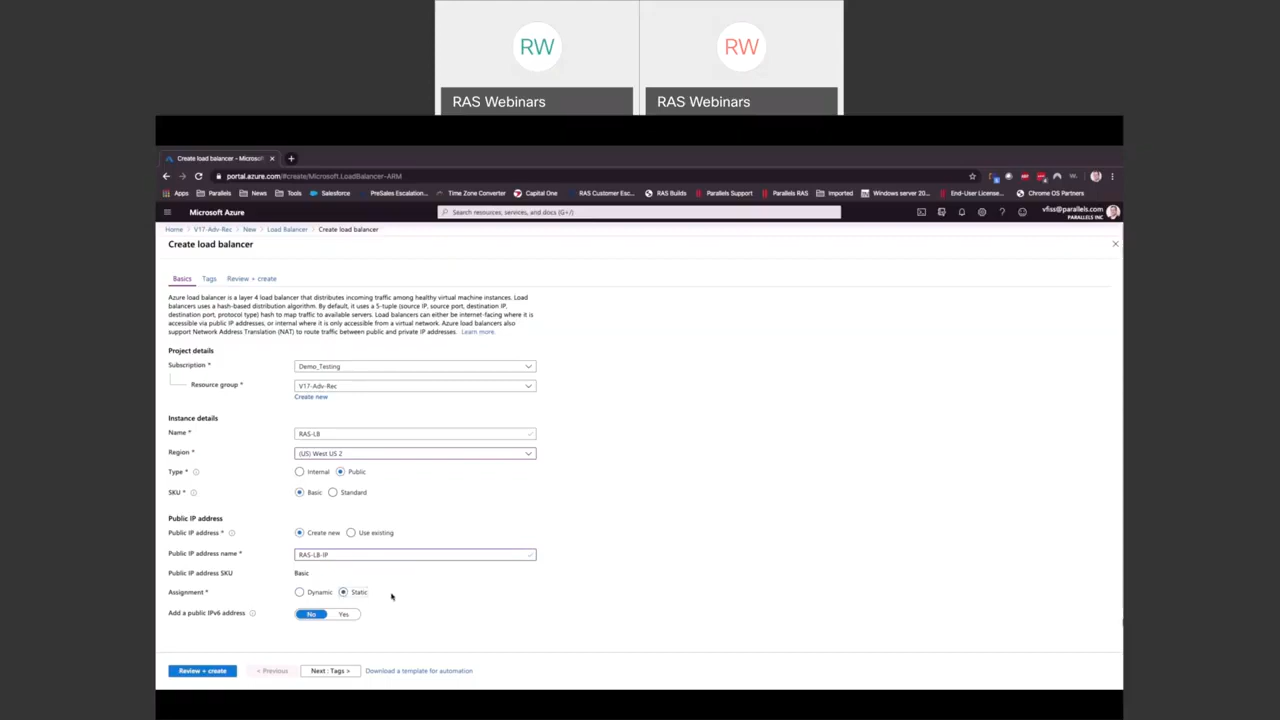 RW
RW
RAS Webinars
RAS Webinars
Create load balancer - Microsof
portal.azure.com/#create/Microsoft.LoadBalancer-ARM
Apps Parallels News Tools Salesforce PreSales Escalation... Time Zone Converter Capital One RAS Customer Esc... RAS Builds Parallels Support Parallels RAS Imported Windows server 20... End-User License... Chrome OS Partners
Microsoft Azure
Search resources, services, and docs (G+/)
vfiss@parallels.com
PARALLELS INC
Home > V17-Adv-Rec > New > Load Balancer > Create load balancer
Create load balancer
Basics Tags Review + create
Azure load balancer is a layer 4 load balancer that distributes incoming traffic among healthy virtual machine instances. Load
balancers uses a hash-based distribution algorithm. By default, it uses a 5-tuple (source IP, source port, destination IP,
destination port, protocol type) hash to map traffic to available servers. Load balancers can either be internet-facing where it is
accessible via public IP addresses, or internal where it is only accessible from a virtual network. Azure load balancers also
support Network Address Translation (NAT) to route traffic between public and private IP addresses. Learn more.
Project details
Subscription * Demo_Testing
Resource group * V17-Adv-Rec
Create new
Instance details
Name * RAS-LB
Region * (US) West US 2
Type * Internal Public
SKU * Basic Standard
Public IP address
Public IP address * Create new Use existing
Public IP address name * RAS-LB-IP
Public IP address SKU Basic
Assignment * Dynamic Static
Add a public IPv6 address No Yes
Review + create < Previous Next : Tags > Download a template for automation